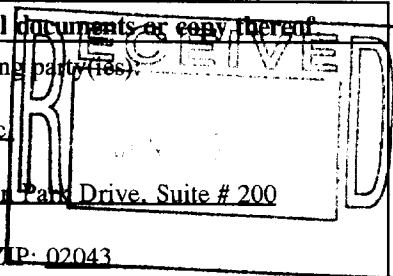 l documents or copy thereof.
ng party(ies):
RECEIVED
c.
n Park Drive, Suite # 200
ZIP: 02043